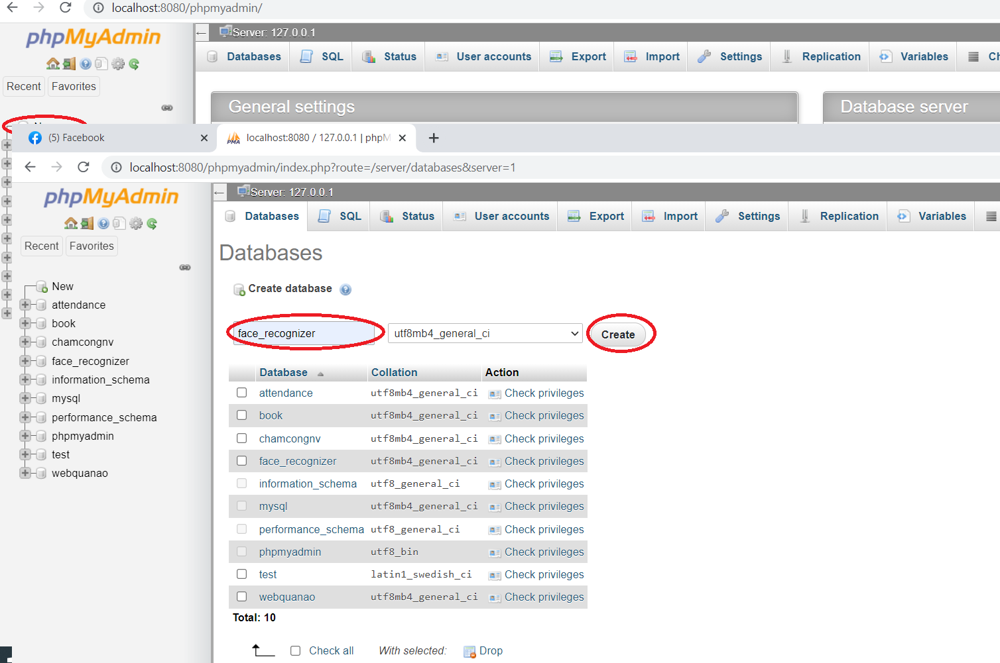 localhost:8080/phpmyadmin/
phpMyAdmin
Server: 127.0.0.1
Databases SQL Status User accounts Export Import Settings Replication Variables
Recent Favorites
General settings Database server
(5) Facebook localhost:8080 / 127.0.0.1 | phpM
localhost:8080/phpmyadmin/index.php?route=/server/databases&server=1
phpMyAdmin
Server: 127.0.0.1
Databases SQL Status User accounts Export Import Settings Replication Variables
Recent Favorites
New
attendance
book
chamcongnv
face_recognizer
information_schema
mysql
performance_schema
phpmyadmin
test
webquanao
Databases
Create database
face_recognizer utf8mb4_general_ci Create
Database Collation Action
attendance utf8mb4_general_ci Check privileges
book utf8mb4_general_ci Check privileges
chamcongnv utf8mb4_general_ci Check privileges
face_recognizer utf8mb4_general_ci Check privileges
information_schema utf8_general_ci Check privileges
mysql utf8mb4_general_ci Check privileges
performance_schema utf8_general_ci Check privileges
phpmyadmin utf8_bin Check privileges
test latin1_swedish_ci Check privileges
webquanao utf8mb4_general_ci Check privileges
Total: 10
Check all With selected: Drop